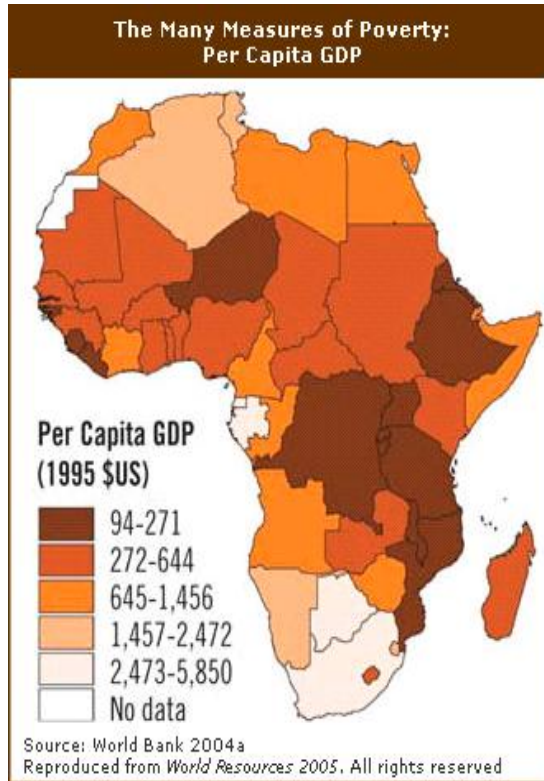 The Many Measures of Poverty:
Per Capita GDP
Per Capita GDP
(1995 $US)
94-271
272-644
645-1,456
1,457-2,472
2,473-5,850
No data
Source: World Bank 2004a
Reproduced from World Resources 2005. All rights reserved